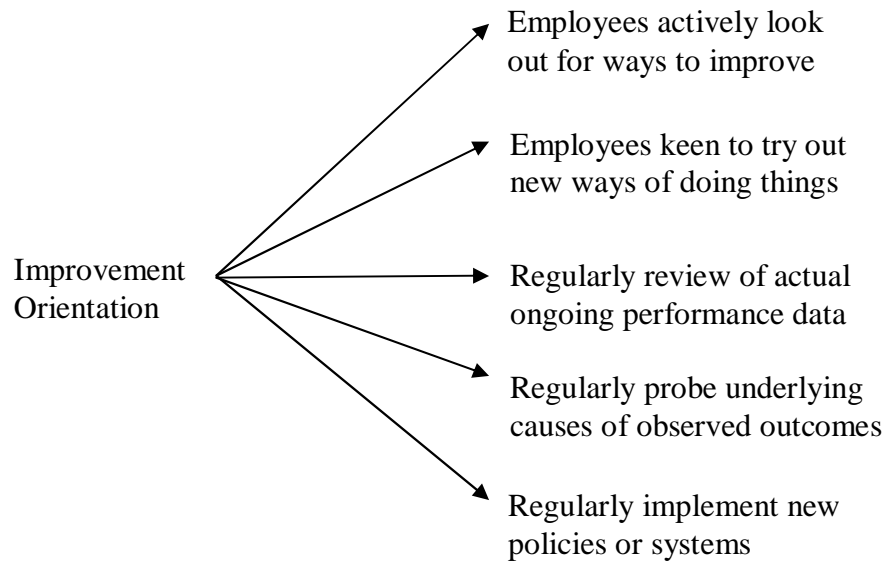 Employees actively look
out for ways to improve
Employees keen to try out
new ways of doing things
Improvement
Orientation
Regularly review of actual
ongoing performance data
Regularly probe underlying
causes of observed outcomes
Regularly implement new
policies or systems